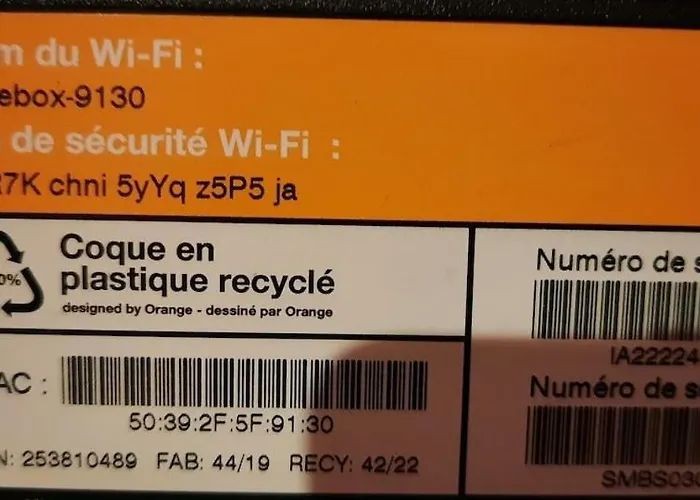 m du Wi-Fi :
ebox-9130
de sécurité Wi-Fi :
7K chni 5yYq z5P5 ja
0%
Coque en
plastique recyclé
designed by Orange - dessiné par Orange
Numéro de s
IA22224
AC :
50:39:2F:5F:91:30
Numéro de s
N: 253810489 FAB: 44/19 RECY: 42/22
SMBS03